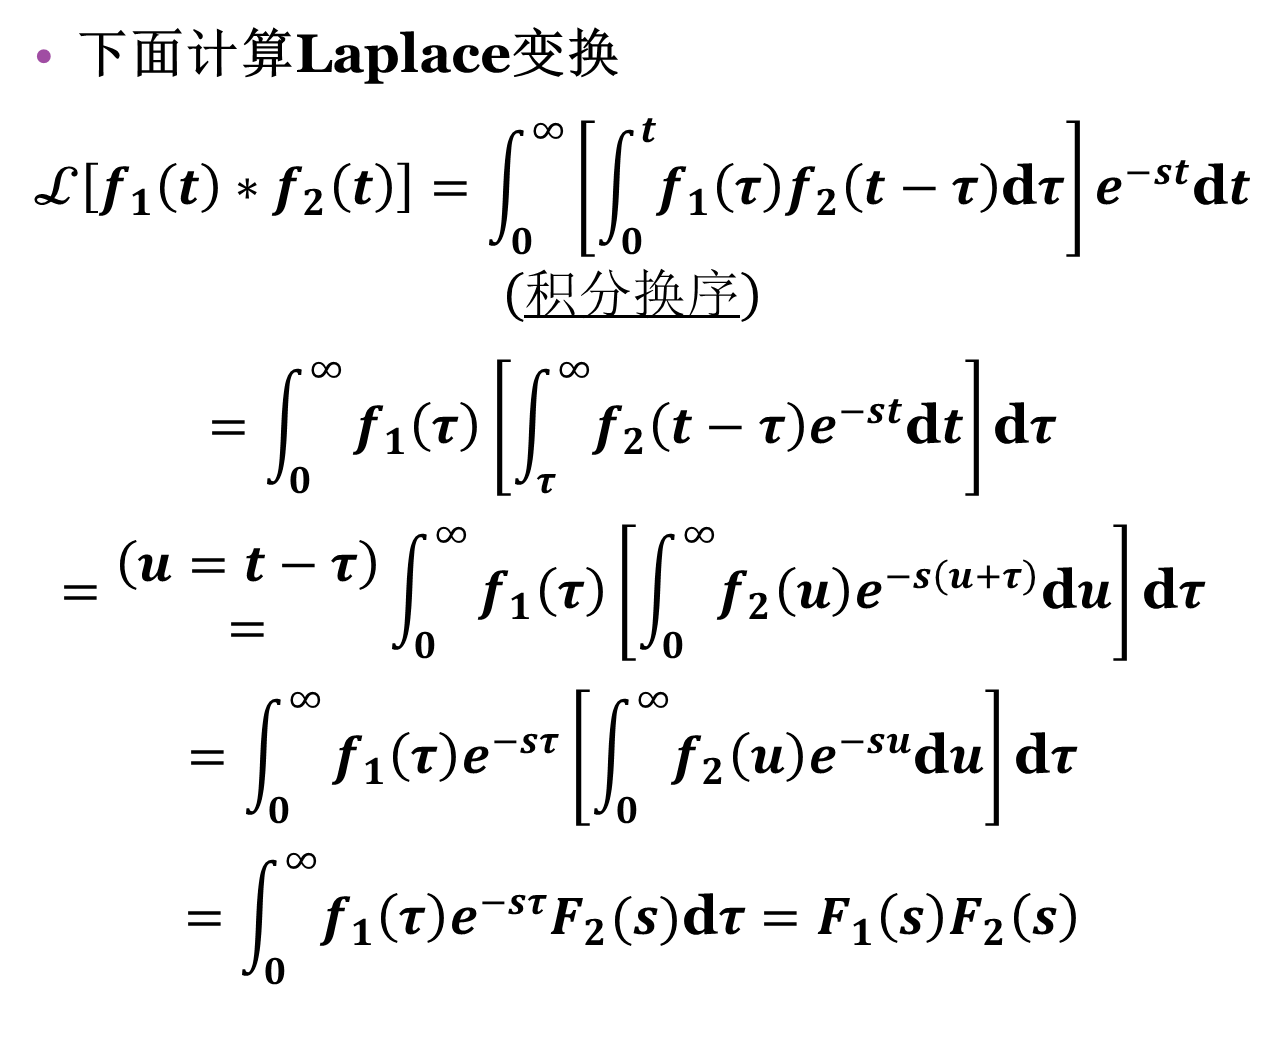 • 下面计算Laplace变换
ℒ[f₁(t) ∗ f₂(t)] = ∫₀^∞ [∫₀^t f₁(τ)f₂(t − τ)dτ] e^{−st}dt
(积分换序)
= ∫₀^∞ f₁(τ) [∫_τ^∞ f₂(t − τ)e^{−st}dt] dτ
= (u = t − τ) = ∫₀^∞ f₁(τ) [∫₀^∞ f₂(u)e^{−s(u+τ)}du] dτ
= ∫₀^∞ f₁(τ)e^{−sτ} [∫₀^∞ f₂(u)e^{−su}du] dτ
= ∫₀^∞ f₁(τ)e^{−sτ}F₂(s)dτ = F₁(s)F₂(s)